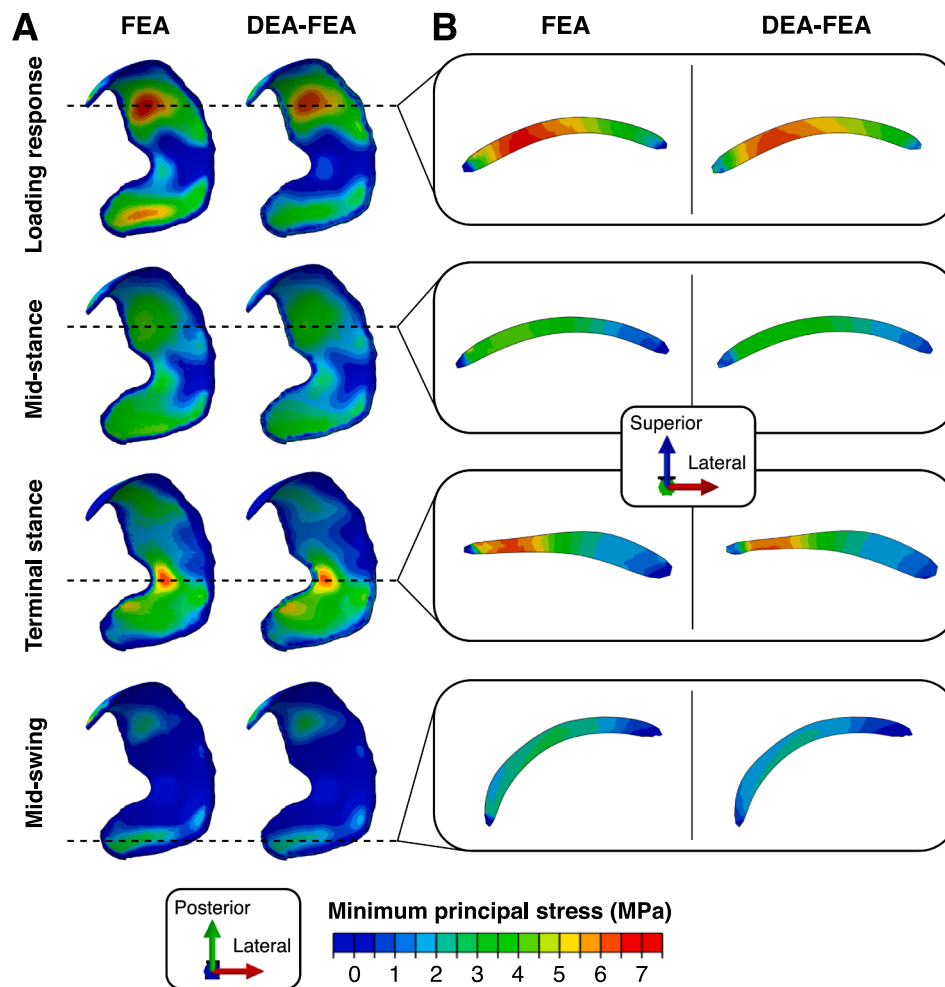 A
FEA
DEA-FEA
B
FEA
DEA-FEA
Loading response
Mid-stance
Superior
Lateral
Terminal stance
Mid-swing
Posterior
Lateral
Minimum principal stress (MPa)
0 1 2 3 4 5 6 7